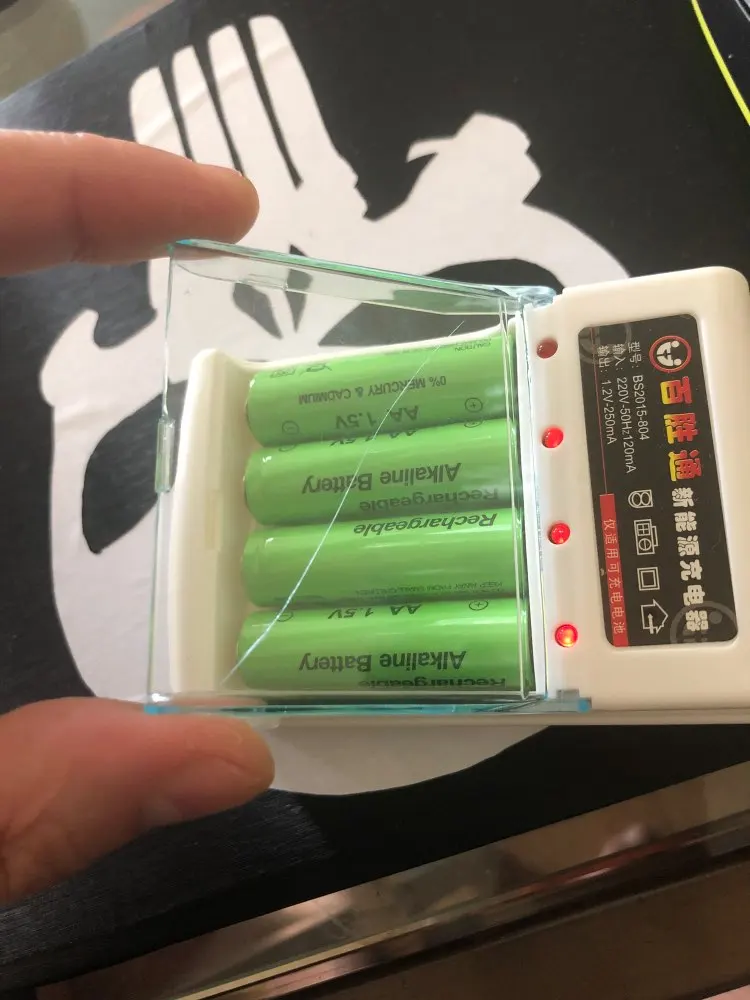 百胜通 新能源充电器
型号: BS2015-804
输入: 220V-50Hz120mA
输出: 1.2V-250mA
仅适用可充电电池
0% MERCURY & CADMIUM
AA 1.5V
Alkaline Battery
Rechargeable
Rechargeable
AA 1.5V
Alkaline Battery
Rechargeable